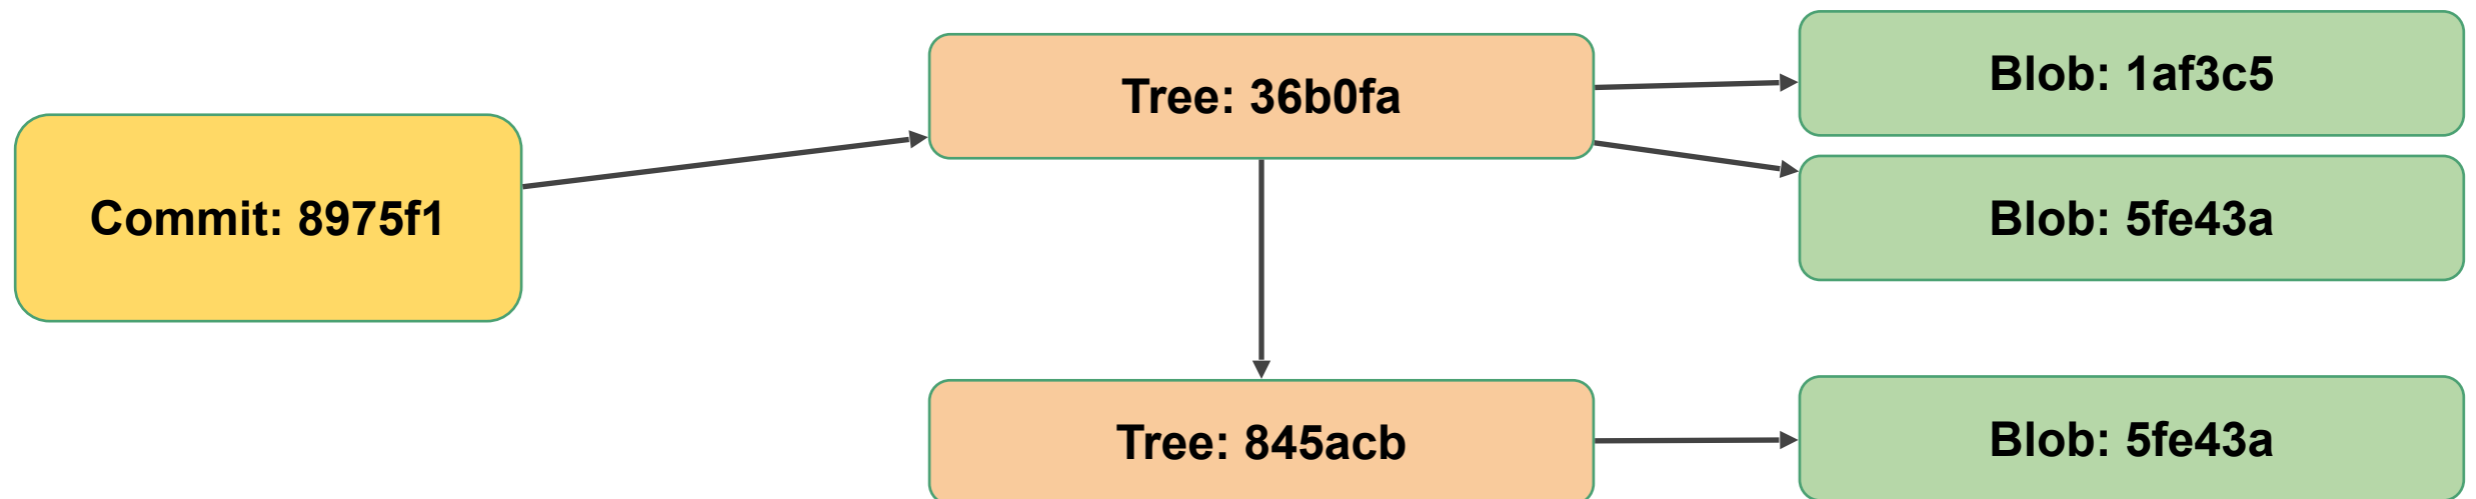 Commit: 8975f1
Tree: 36b0fa
Blob: 1af3c5
Blob: 5fe43a
Tree: 845acb
Blob: 5fe43a